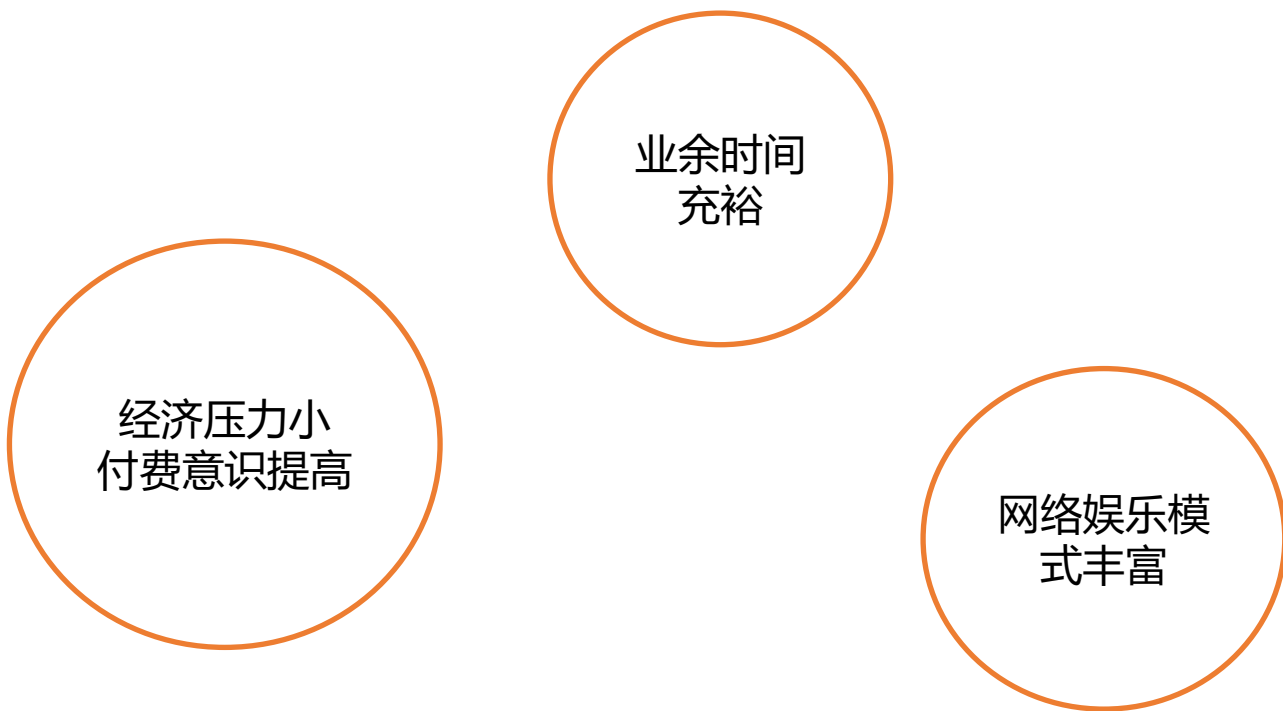 业余时间
充裕
经济压力小
付费意识提高
网络娱乐模
式丰富